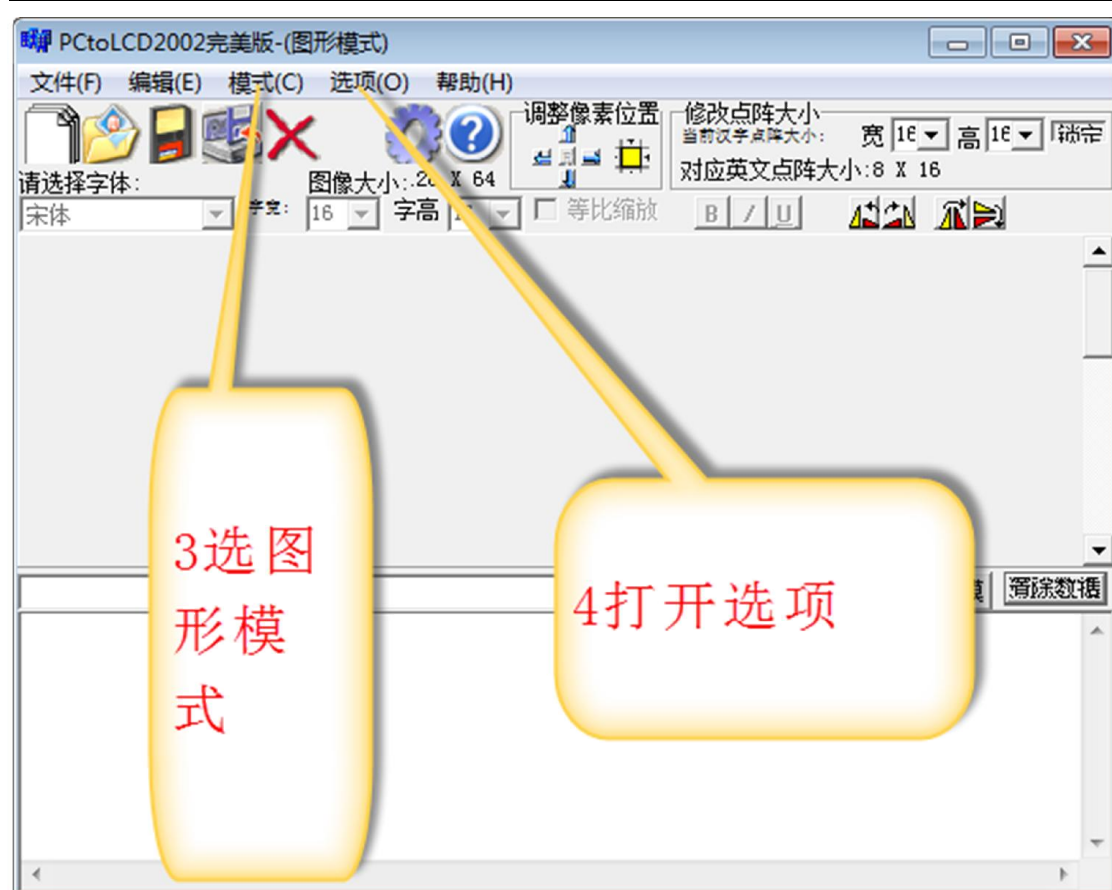 PCtoLCD2002完美版-(图形模式)
文件(F) 编辑(E) 模式(C) 选项(O) 帮助(H)
调整像素位置
修改点阵大小
当前汉字点阵大小:
宽 16 高 16 锁定
对应英文点阵大小:8 X 16
请选择字体:
图像大小: X 64
宋体
字宽: 16 字高 等比缩放 B I U
3选图
形模
式
4打开选项
清除数据